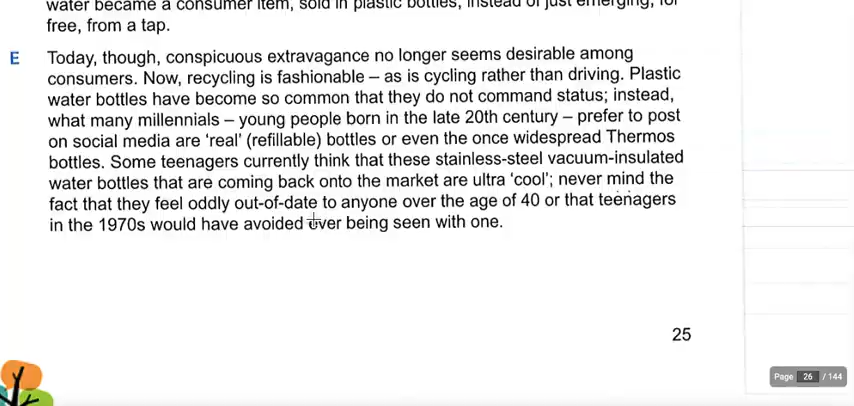 water became a consumer item, sold in plastic bottles, instead of just emerging, for
free, from a tap.
E Today, though, conspicuous extravagance no longer seems desirable among
consumers. Now, recycling is fashionable – as is cycling rather than driving. Plastic
water bottles have become so common that they do not command status; instead,
what many millennials – young people born in the late 20th century – prefer to post
on social media are ‘real’ (refillable) bottles or even the once widespread Thermos
bottles. Some teenagers currently think that these stainless-steel vacuum-insulated
water bottles that are coming back onto the market are ultra ‘cool’; never mind the
fact that they feel oddly out-of-date to anyone over the age of 40 or that teenagers
in the 1970s would have avoided ever being seen with one.
25
Page 26 / 144